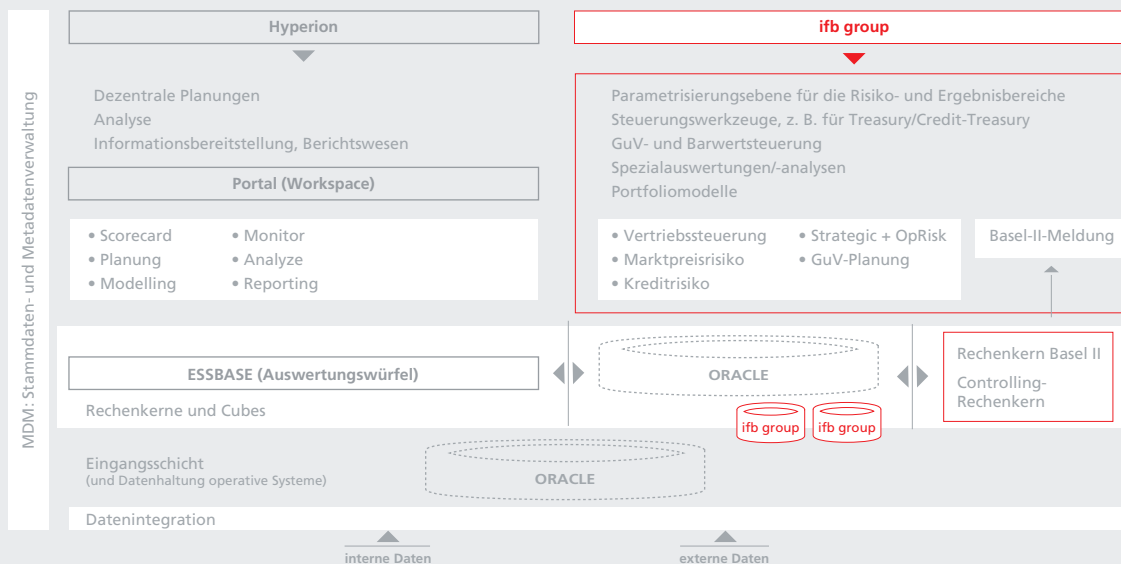 MDM: Stammdaten- und Metadatenverwaltung
Hyperion
Dezentrale Planungen
Analyse
Informationsbereitstellung, Berichtswesen
Portal (Workspace)
• Scorecard
• Planung
• Modelling
• Monitor
• Analyze
• Reporting
ifb group
Parametrisierungsebene für die Risiko- und Ergebnisbereiche
Steuerungswerkzeuge, z. B. für Treasury/Credit-Treasury
GuV- und Barwertsteuerung
Spezialauswertungen/-analysen
Portfoliomodelle
• Vertriebssteuerung
• Marktpreisrisiko
• Kreditrisiko
• Strategic + OpRisk
• GuV-Planung
Basel-II-Meldung
ESSBASE (Auswertungswürfel)
Rechenkerne und Cubes
ORACLE
ifb group
ifb group
Rechenkern Basel II
Controlling-
Rechenkern
Eingangsschicht
(und Datenhaltung operative Systeme)
ORACLE
Datenintegration
interne Daten
externe Daten